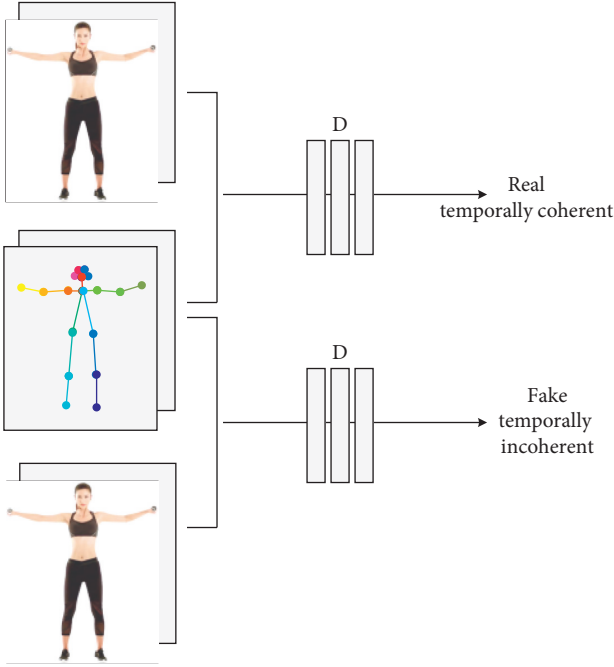 D
Real
temporally coherent
D
Fake
temporally
incoherent